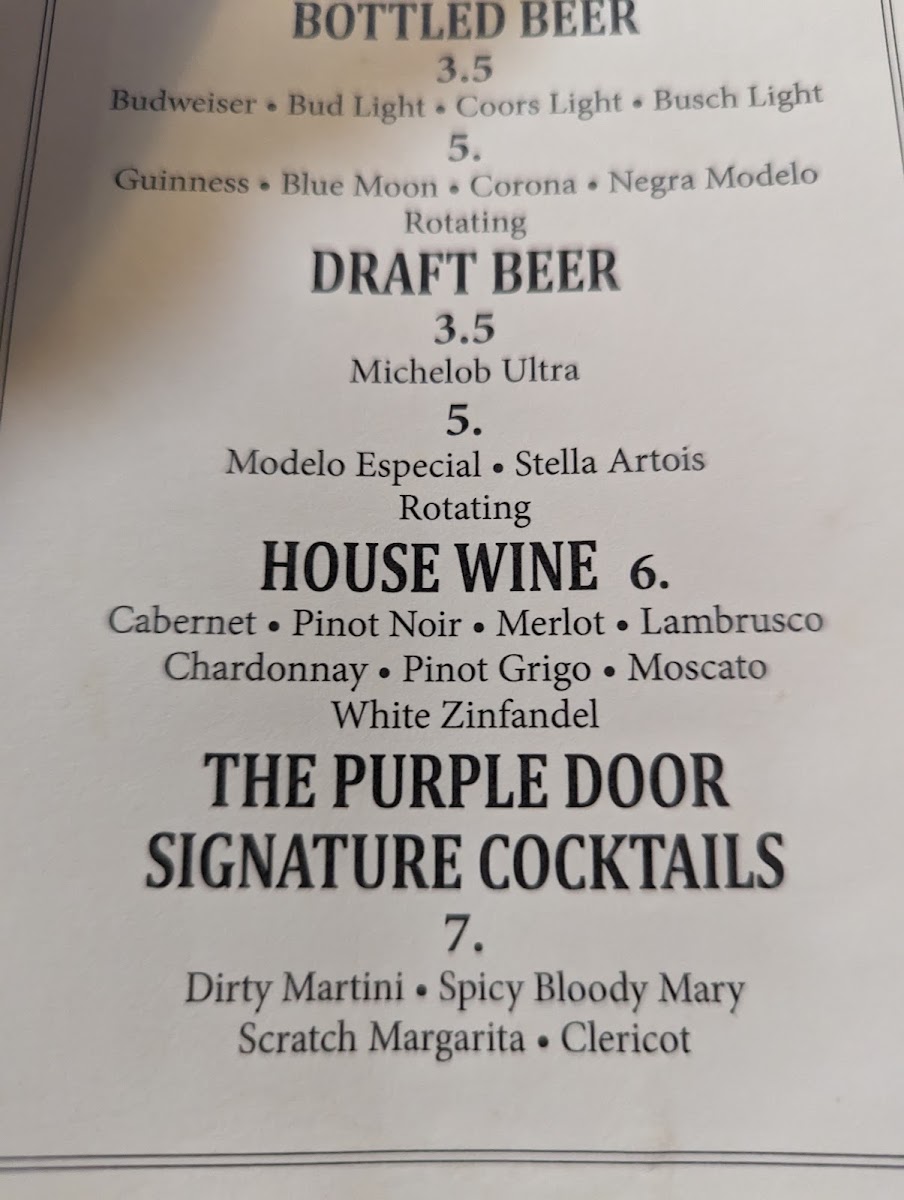 BOTTLED BEER
3.5
Budweiser • Bud Light • Coors Light • Busch Light
5.
Guinness • Blue Moon • Corona • Negra Modelo
Rotating
DRAFT BEER
3.5
Michelob Ultra
5.
Modelo Especial • Stella Artois
Rotating
HOUSE WINE 6.
Cabernet • Pinot Noir • Merlot • Lambrusco
Chardonnay • Pinot Grigo • Moscato
White Zinfandel
THE PURPLE DOOR
SIGNATURE COCKTAILS
7.
Dirty Martini • Spicy Bloody Mary
Scratch Margarita • Clericot